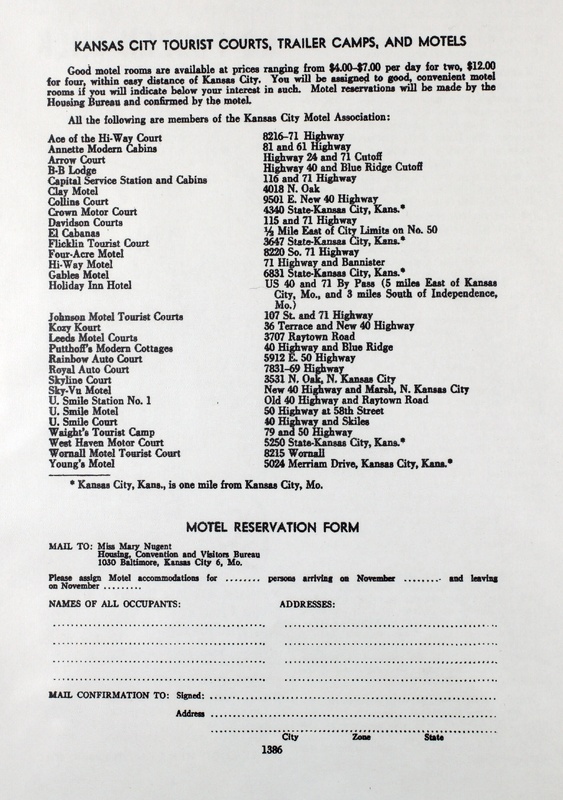 KANSAS CITY TOURIST COURTS, TRAILER CAMPS, AND MOTELS
Good motel rooms are available at prices ranging from $4.00-$7.00 per day for two, $12.00
for four, within easy distance of Kansas City. You will be assigned to good, convenient motel
rooms if you will indicate below your interest in such. Motel reservations will be made by the
Housing Bureau and confirmed by the motel.
All the following are members of the Kansas City Motel Association:
Ace of the Hi-Way Court 8216-71 Highway
Annette Modern Cabins 81 and 61 Highway
Arrow Court Highway 24 and 71 Cutoff
B-B Lodge Highway 40 and Blue Ridge Cutoff
Capital Service Station and Cabins 116 and 71 Highway
Clay Motel 4018 N. Oak
Collins Court 9501 E. New 40 Highway
Crown Motor Court 4340 State-Kansas City, Kans.*
Davidson Courts 115 and 71 Highway
El Cabanas ½ Mile East of City Limits on No. 50
Flicklin Tourist Court 3647 State-Kansas City, Kans.*
Four-Acre Motel 8220 So. 71 Highway
Hi-Way Motel 71 Highway and Bannister
Gables Motel 6831 State-Kansas City, Kans.*
Holiday Inn Hotel US 40 and 71 By Pass (5 miles East of Kansas
City, Mo., and 3 miles South of Independence,
Mo.)
Johnson Motel Tourist Courts 107 St. and 71 Highway
Kozy Kourt 36 Terrace and New 40 Highway
Leeds Motel Courts 3707 Raytown Road
Putthoff's Modern Cottages 40 Highway and Blue Ridge
Rainbow Auto Court 5912 E. 50 Highway
Royal Auto Court 7831-69 Highway
Skyline Court 3531 N. Oak, N. Kansas City
Sky-Vu Motel New 40 Highway and Marsh, N. Kansas City
U. Smile Station No. 1 Old 40 Highway and Raytown Road
U. Smile Motel 50 Highway at 58th Street
U. Smile Court 40 Highway and Skiles
Waight's Tourist Camp 79 and 50 Highway
West Haven Motor Court 5250 State-Kansas City, Kans.*
Wornall Motel Tourist Court 8215 Wornall
Young's Motel 5024 Merriam Drive, Kansas City, Kans.*
* Kansas City, Kans., is one mile from Kansas City, Mo.
MOTEL RESERVATION FORM
MAIL TO: Miss Mary Nugent
Housing, Convention and Visitors Bureau
1030 Baltimore, Kansas City 6, Mo.
Please assign Motel accommodations for ........ persons arriving on November ......... and leaving
on November .........
NAMES OF ALL OCCUPANTS: ADDRESSES:
MAIL CONFIRMATION TO: Signed:
Address
City Zone State
1386